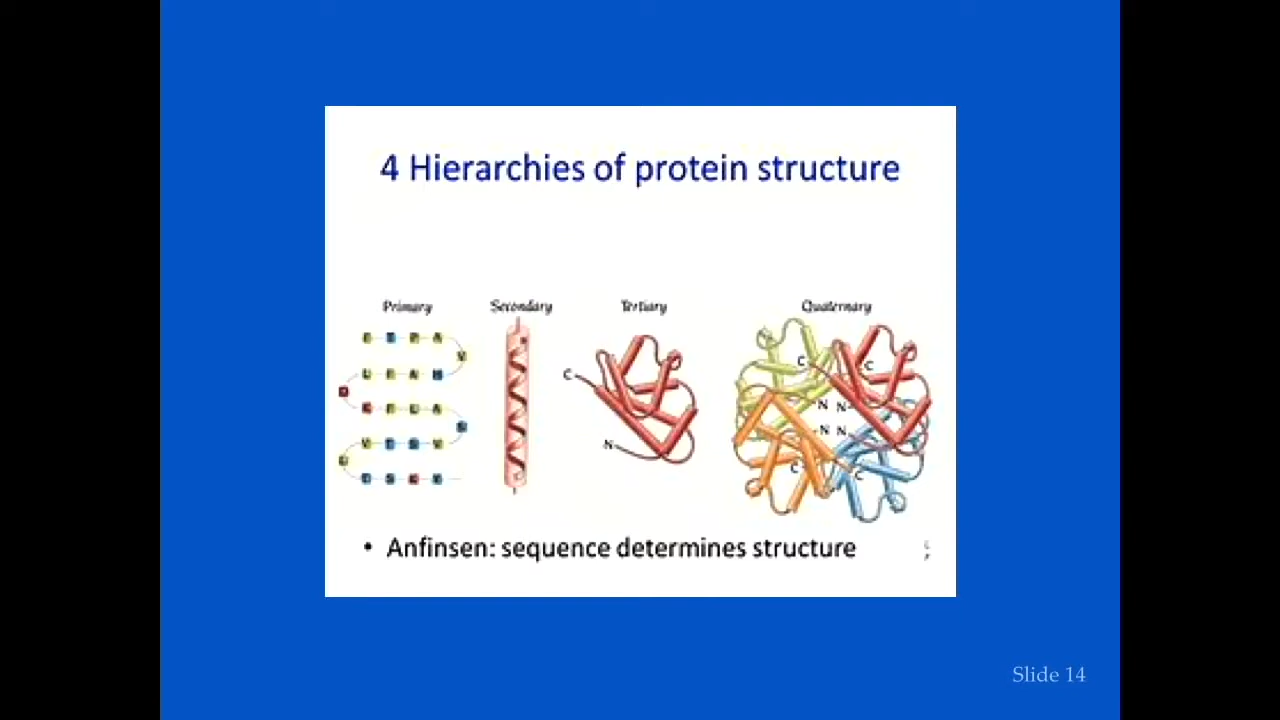 4 Hierarchies of protein structure
Primary Secondary Tertiary Quaternary
C
N
C C
N N
N N
C C
L F A H
K F L A
• Anfinsen: sequence determines structure
Slide 14